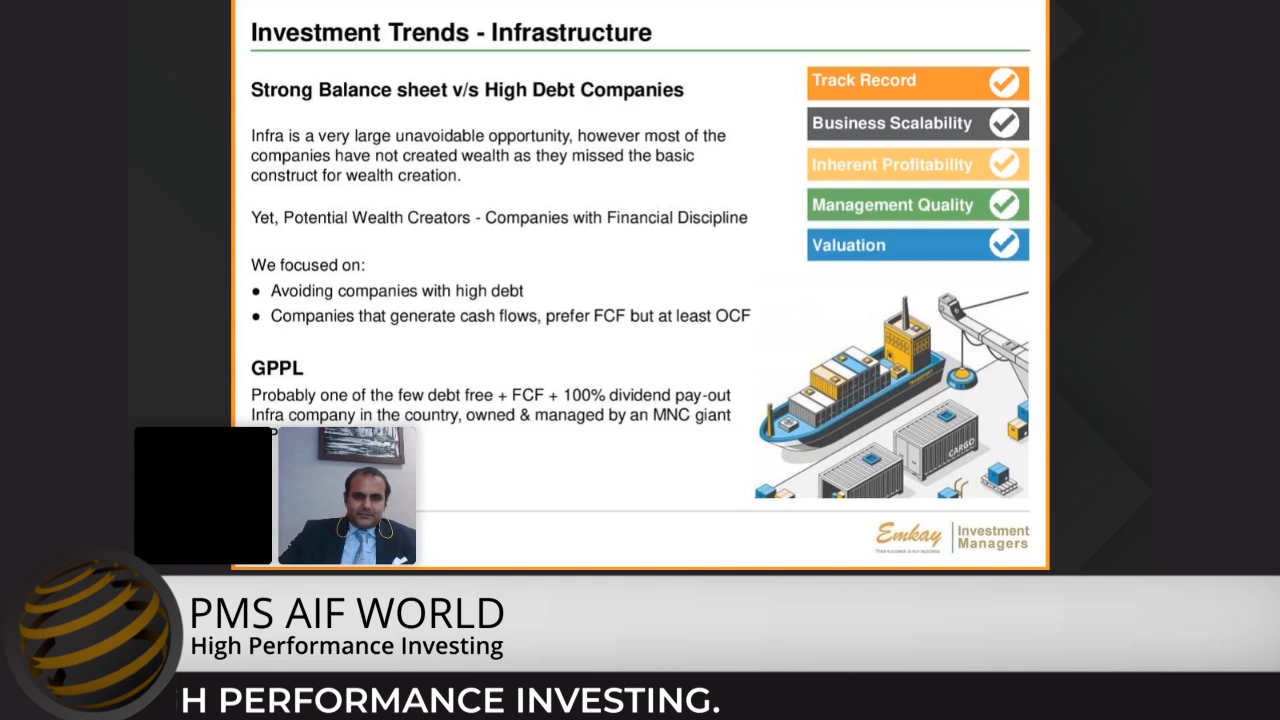 Investment Trends - Infrastructure
Strong Balance sheet v/s High Debt Companies
Infra is a very large unavoidable opportunity, however most of the
companies have not created wealth as they missed the basic
construct for wealth creation.
Yet, Potential Wealth Creators - Companies with Financial Discipline
We focused on:
• Avoiding companies with high debt
• Companies that generate cash flows, prefer FCF but at least OCF
GPPL
Probably one of the few debt free + FCF + 100% dividend pay-out
Infra company in the country, owned & managed by an MNC giant
Track Record
Business Scalability
Inherent Profitability
Management Quality
Valuation
CARGO
Emkay
Your success is our success
Investment
Managers
PMS AIF WORLD
High Performance Investing
H PERFORMANCE INVESTING.